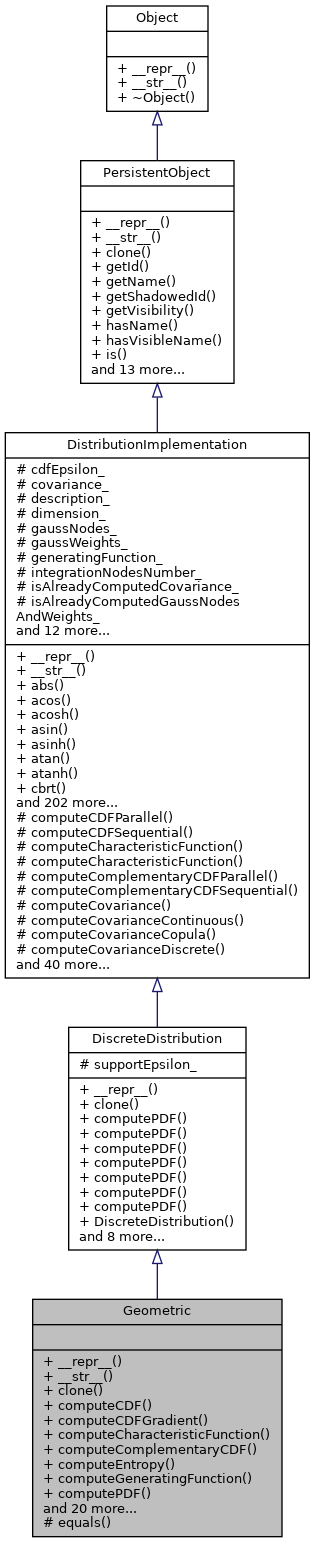 Object
+ __repr__()
+ __str__()
+ ~Object()
PersistentObject
+ __repr__()
+ __str__()
+ clone()
+ getId()
+ getName()
+ getShadowedId()
+ getVisibility()
+ hasName()
+ hasVisibleName()
+ is()
and 13 more...
DistributionImplementation
# cdfEpsilon_
# covariance_
# description_
# dimension_
# gaussNodes_
# gaussWeights_
# generatingFunction_
# integrationNodesNumber_
# isAlreadyComputedCovariance_
# isAlreadyComputedGaussNodes
AndWeights_
and 12 more...
+ __repr__()
+ __str__()
+ abs()
+ acos()
+ acosh()
+ asin()
+ asinh()
+ atan()
+ atanh()
+ cbrt()
and 202 more...
# computeCDFParallel()
# computeCDFSequential()
# computeCharacteristicFunction()
# computeCharacteristicFunction()
# computeComplementaryCDFParallel()
# computeComplementaryCDFSequential()
# computeCovariance()
# computeCovarianceContinuous()
# computeCovarianceCopula()
# computeCovarianceDiscrete()
and 40 more...
DiscreteDistribution
# supportEpsilon_
+ __repr__()
+ clone()
+ computePDF()
+ computePDF()
+ computePDF()
+ computePDF()
+ computePDF()
+ computePDF()
+ computePDF()
+ DiscreteDistribution()
and 8 more...
Geometric
+ __repr__()
+ __str__()
+ clone()
+ computeCDF()
+ computeCDFGradient()
+ computeCharacteristicFunction()
+ computeComplementaryCDF()
+ computeEntropy()
+ computeGeneratingFunction()
+ computePDF()
and 20 more...
# equals()